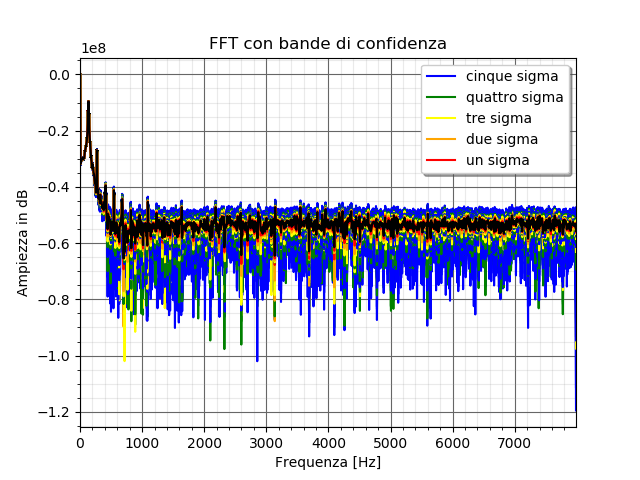 FFT con bande di confidenza
1e8
0.0
−0.2
−0.4
−0.6
−0.8
−1.0
−1.2
Ampiezza in dB
cinque sigma
quattro sigma
tre sigma
due sigma
un sigma
0 1000 2000 3000 4000 5000 6000 7000
Frequenza [Hz]